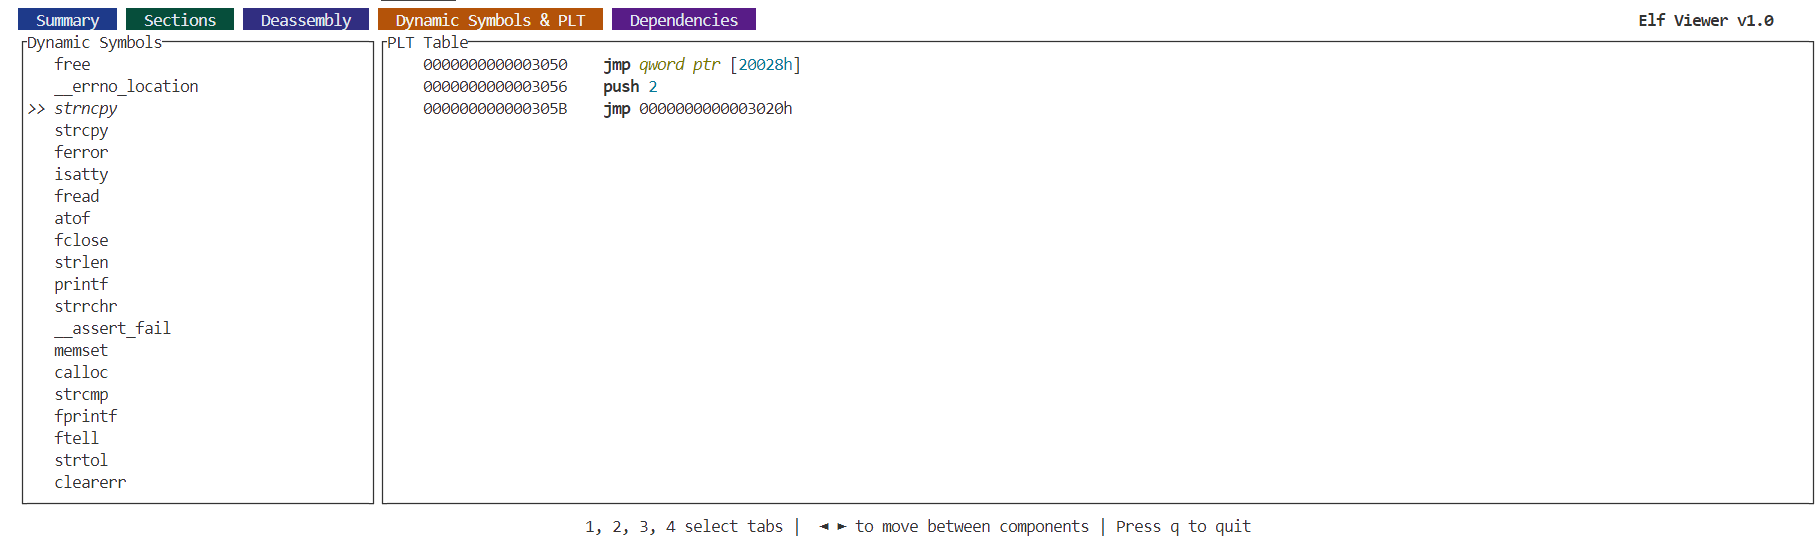 Summary Sections Deassembly Dynamic Symbols & PLT Dependencies Elf Viewer v1.0
Dynamic Symbols
free
__errno_location
>> strncpy
strcpy
ferror
isatty
fread
atof
fclose
strlen
printf
strrchr
__assert_fail
memset
calloc
strcmp
fprintf
ftell
strtol
clearerr
PLT Table
0000000000003050 jmp qword ptr [20028h]
0000000000003056 push 2
000000000000305B jmp 0000000000003020h
1, 2, 3, 4 select tabs | ◄ ► to move between components | Press q to quit